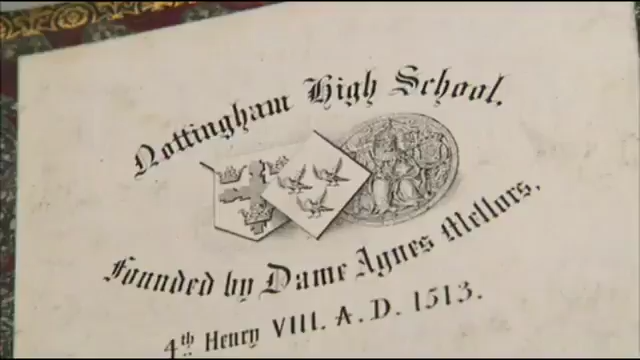 Nottingham High School.
Founded by Dame Agnes Mellors,
4th Henry VIII. A.D. 1513.